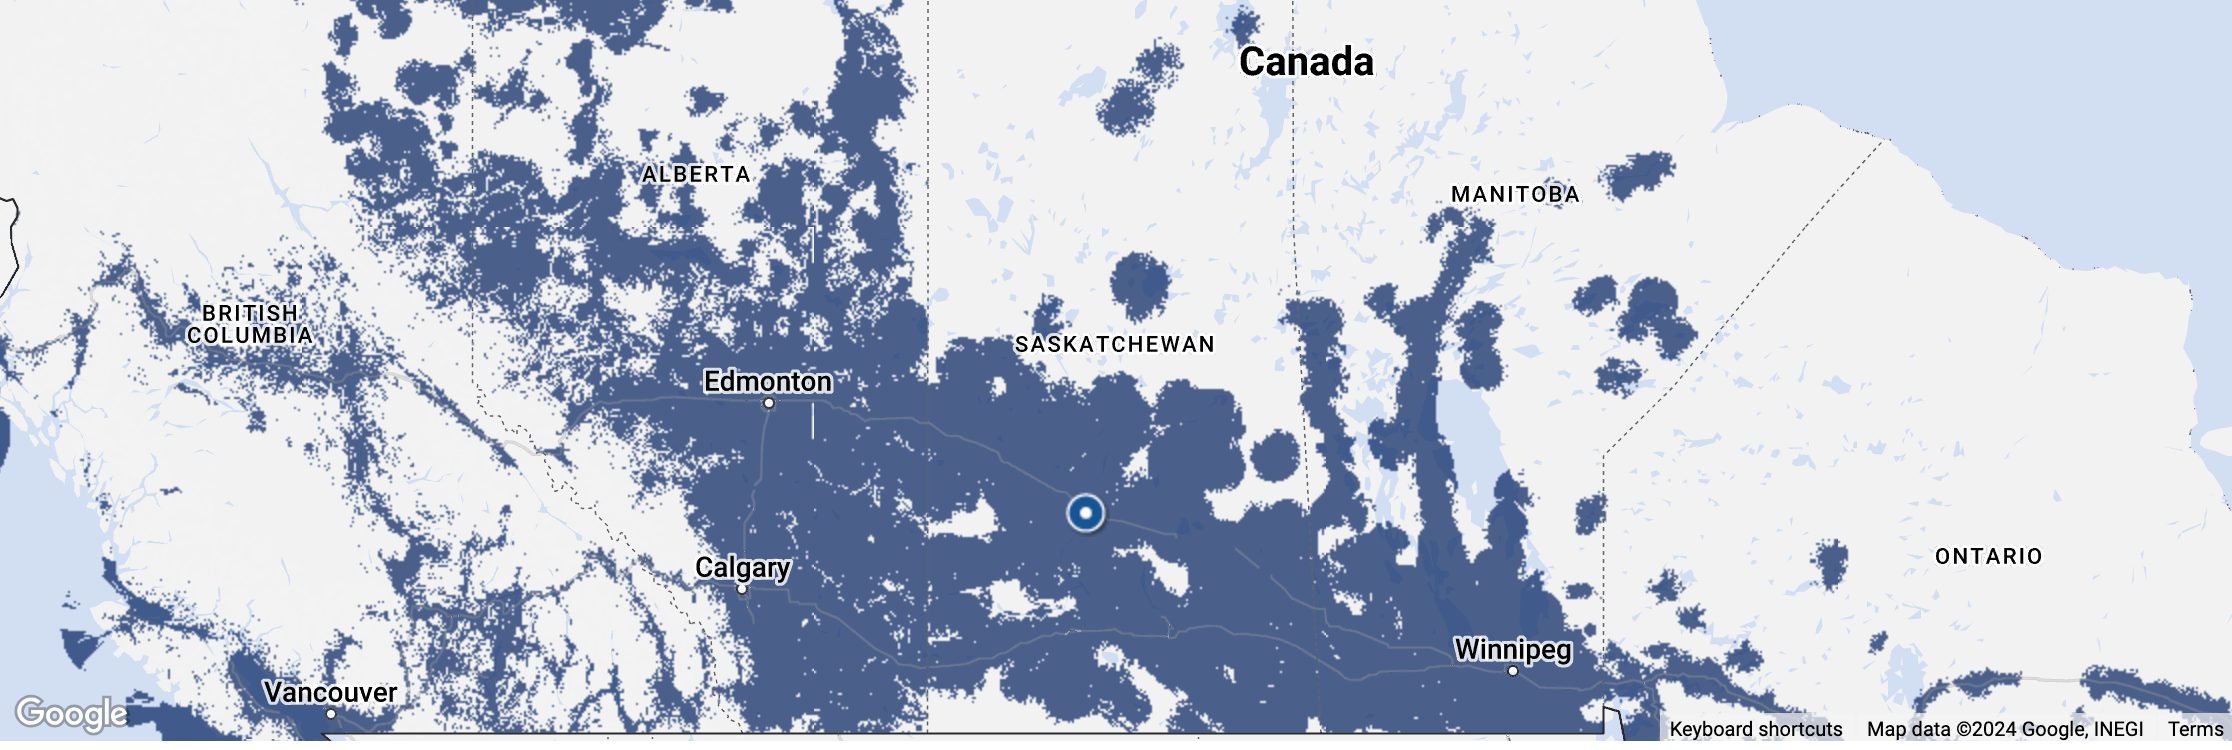 Canada
ALBERTA
MANITOBA
BRITISH
COLUMBIA
SASKATCHEWAN
Edmonton
Calgary
ONTARIO
Winnipeg
Vancouver
Google
Keyboard shortcuts Map data ©2024 Google, INEGI Terms